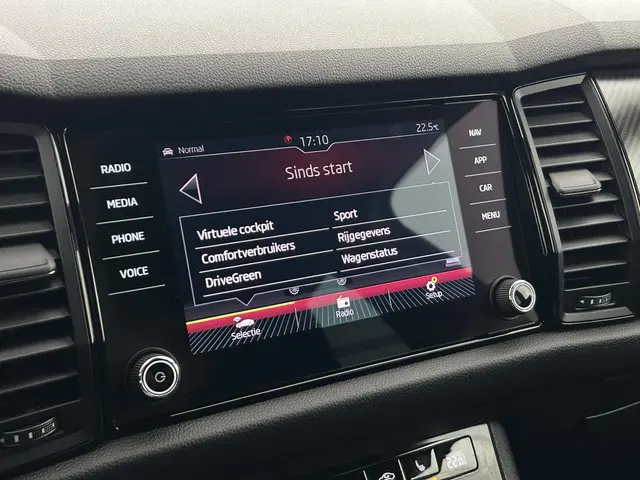 Normal
17:10
22.5°C
Sinds start
RADIO
MEDIA
PHONE
VOICE
NAV
APP
CAR
MENU
Virtuele cockpit
Sport
Comfortverbruikers
Rijgegevens
DriveGreen
Wagenstatus
Selectie
Radio
Setup